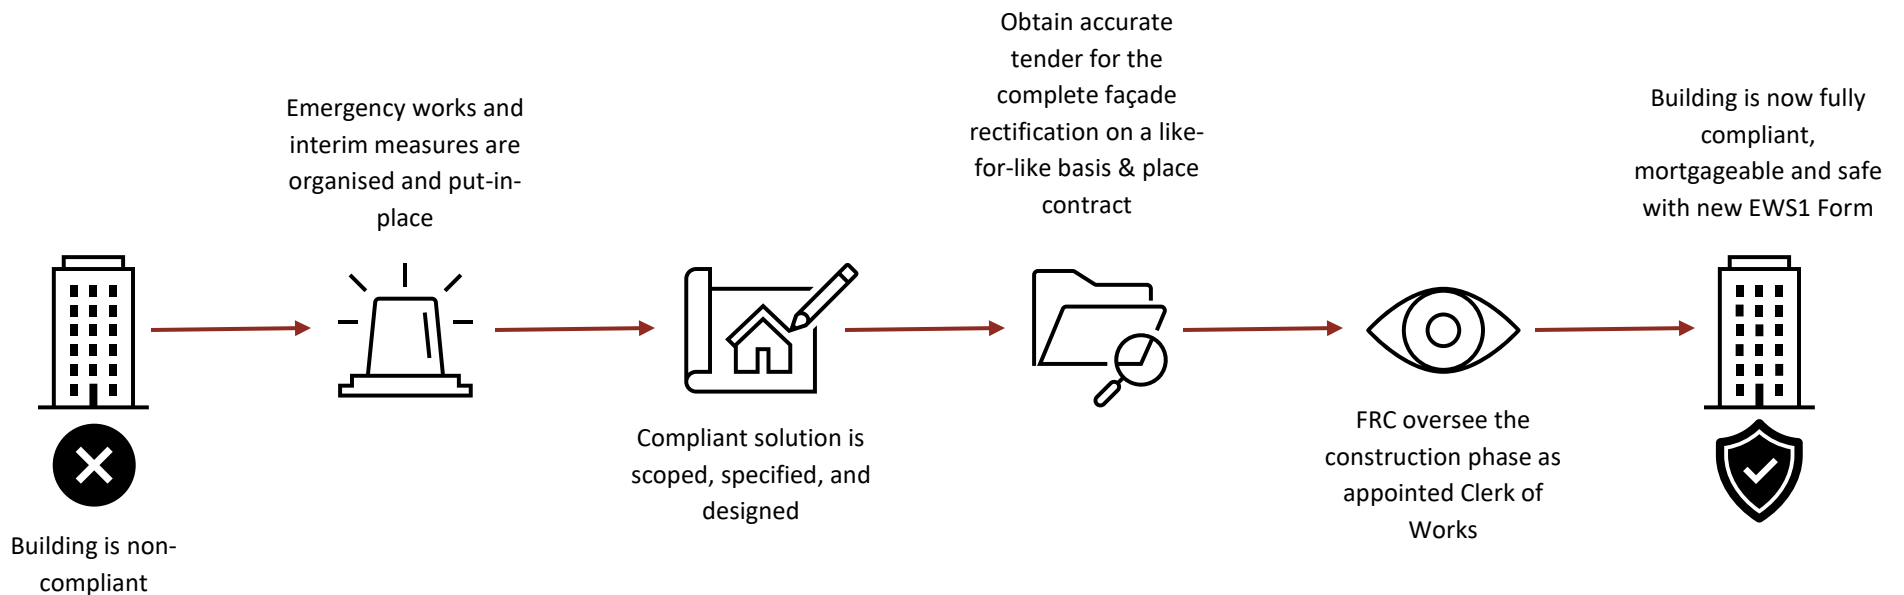 Building is non-
compliant
Emergency works and
interim measures are
organised and put-in-
place
Compliant solution is
scoped, specified, and
designed
Obtain accurate
tender for the
complete façade
rectification on a like-
for-like basis & place
contract
FRC oversee the
construction phase as
appointed Clerk of
Works
Building is now fully
compliant,
mortgageable and safe
with new EWS1 Form